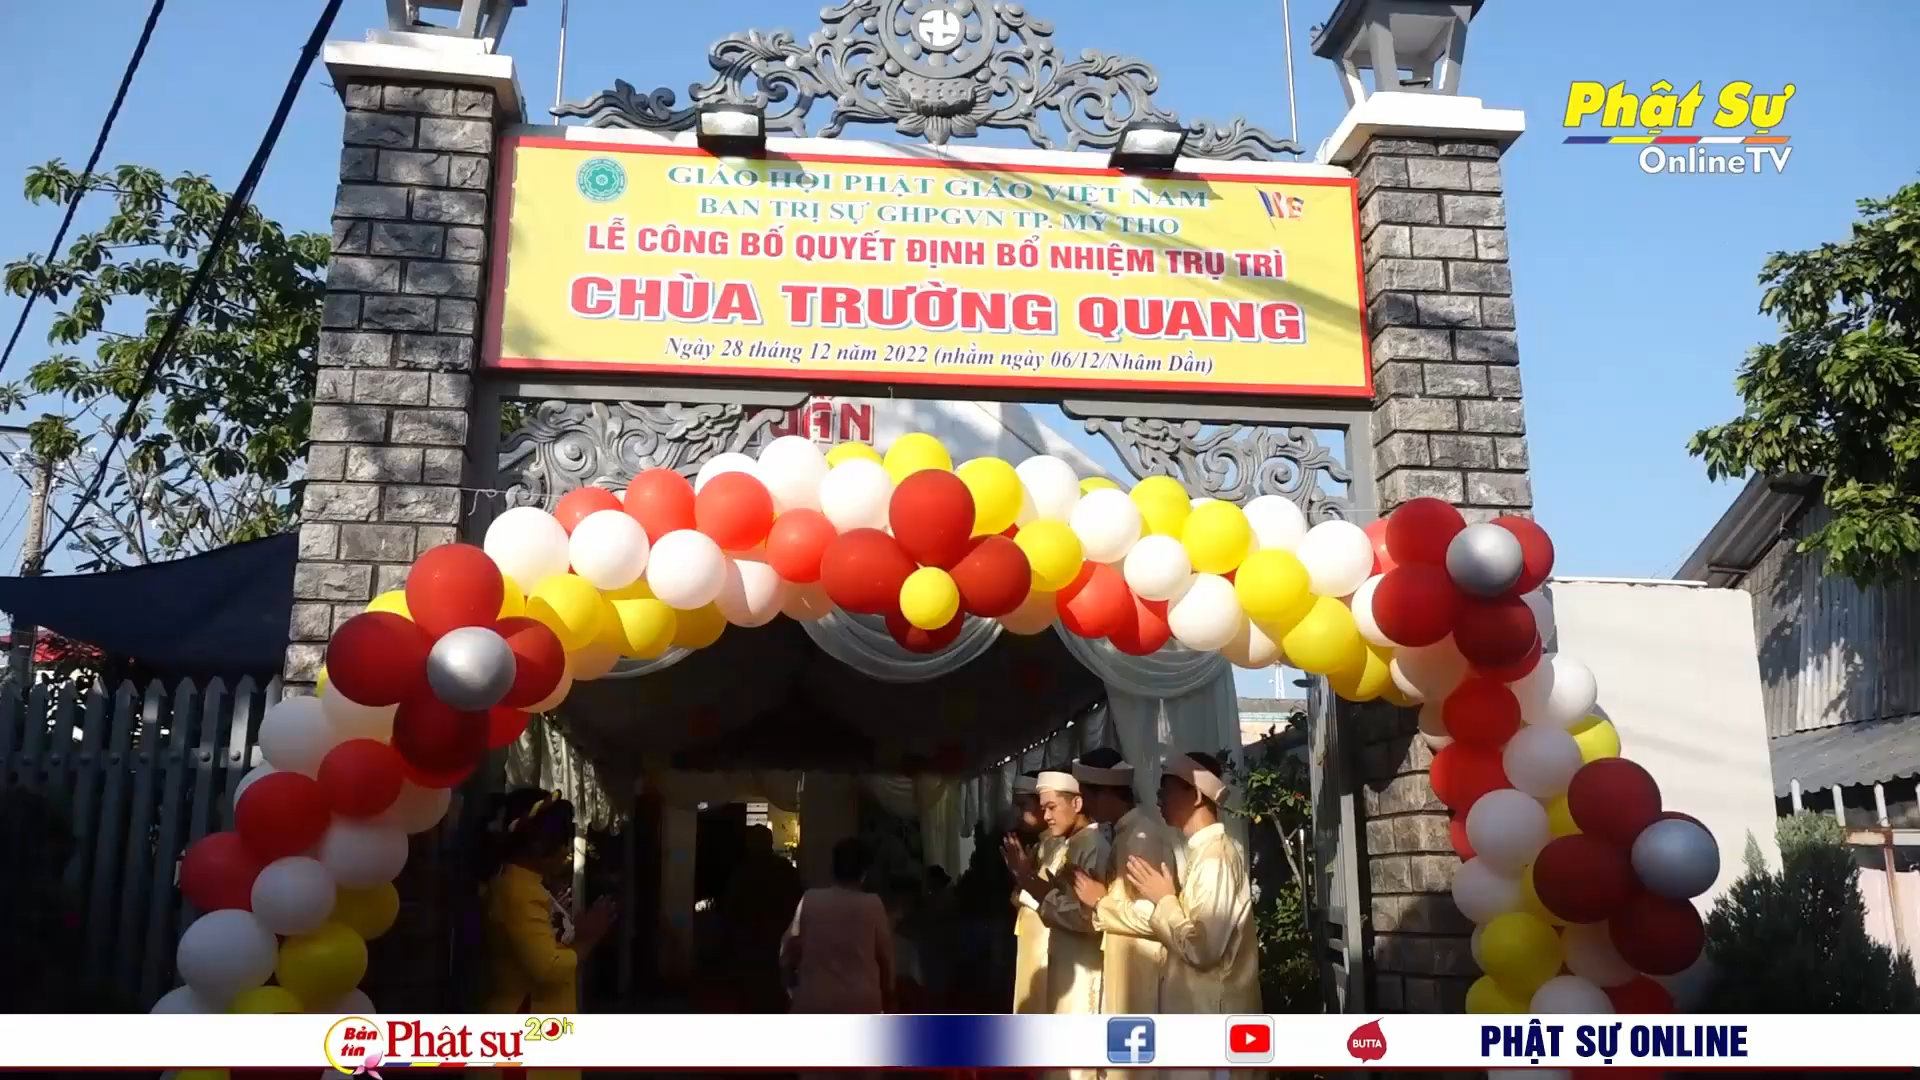 Phật Sự
OnlineTV
GIÁO HỘI PHẬT GIÁO VIỆT NAM
BAN TRỊ SỰ GHPGVN TP. MỸ THO
LỄ CÔNG BỐ QUYẾT ĐỊNH BỔ NHIỆM TRỤ TRÌ
CHÙA TRƯỜNG QUANG
Ngày 28 tháng 12 năm 2022 (nhằm ngày 06/12/Nhâm Dần)
Bản tin Phật sự 20h
BUTTA
PHẬT SỰ ONLINE